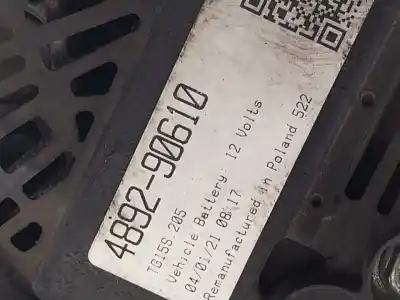 4892-90610
TG15S.205
Vehicle Battery: 12 Volts
04/01/21 08:17
Remanufactured in Poland 522